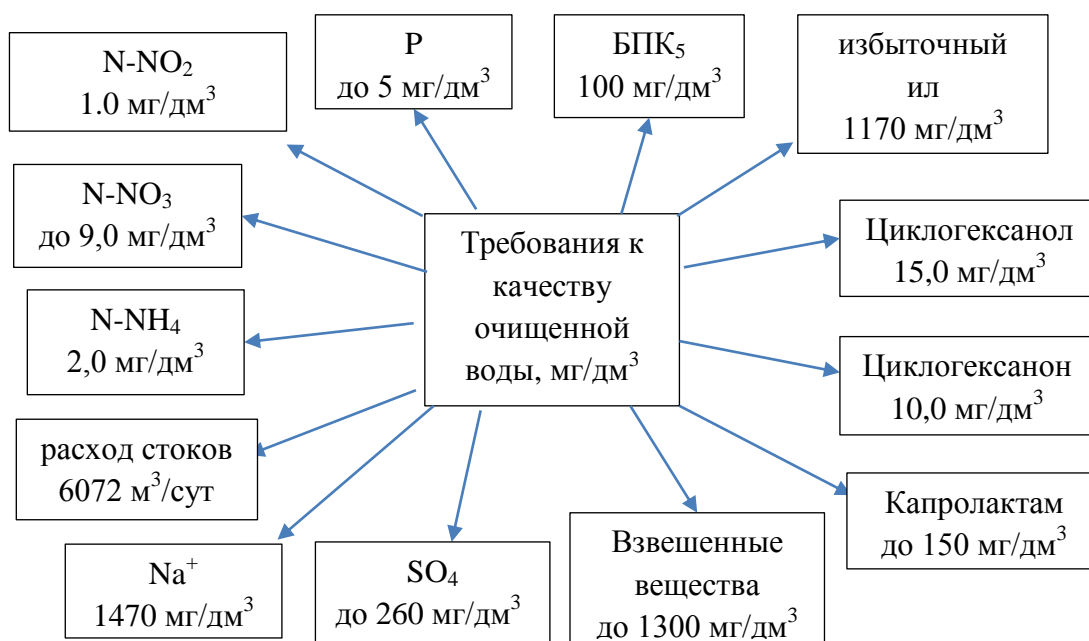 N-NO₂
1.0 мг/дм³
P
до 5 мг/дм³
БПК₅
100 мг/дм³
избыточный
ил
1170 мг/дм³
N-NO₃
до 9,0 мг/дм³
Требования к
качеству
очищенной
воды, мг/дм³
Циклогексанол
15,0 мг/дм³
N-NH₄
2,0 мг/дм³
Циклогексанон
10,0 мг/дм³
расход стоков
6072 м³/сут
Капролактам
до 150 мг/дм³
Na⁺
1470 мг/дм³
SO₄
до 260 мг/дм³
Взвешенные
вещества
до 1300 мг/дм³